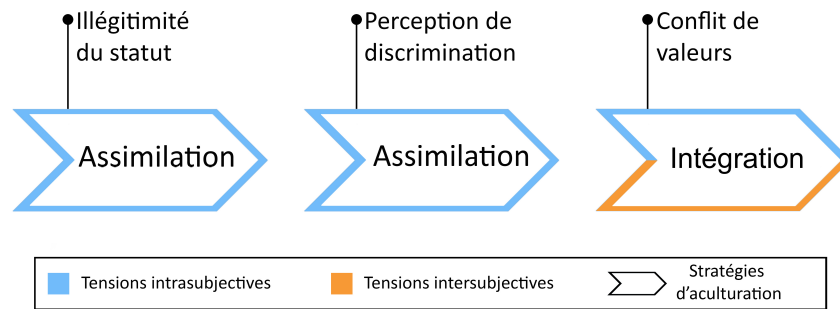 Illégitimité
du statut
Perception de
discrimination
Conflit de
valeurs
Assimilation
Assimilation
Intégration
Tensions intrasubjectives
Tensions intersubjectives
Stratégies
d'aculturation